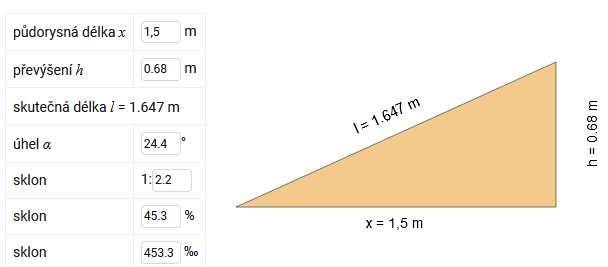 půdorysná délka x 1,5 m
převýšení h 0.68 m
skutečná délka l = 1.647 m
úhel α 24.4 °
sklon 1: 2.2
sklon 45.3 %
sklon 453.3 ‰
l = 1.647 m
h = 0.68 m
x = 1,5 m